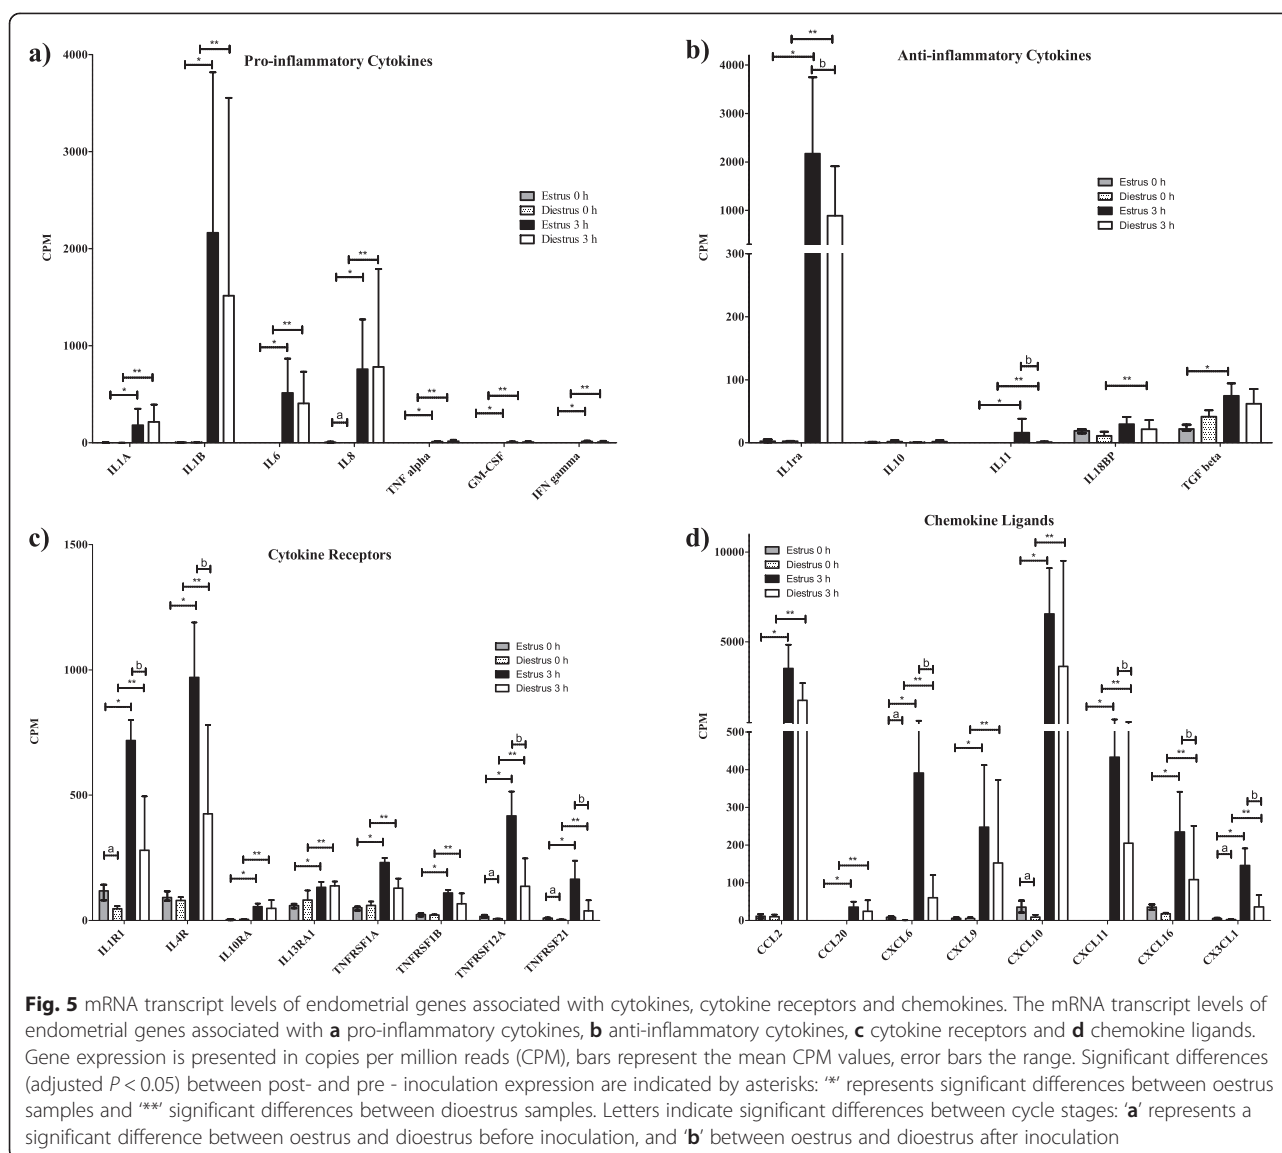 a)
Pro-inflammatory Cytokines
4000
3000
2000
1000
0
CPM
Estrus 0 h
Diestrus 0 h
Estrus 3 h
Diestrus 3 h
* ** * ** * ** a * ** * ** * ** * **
IL1A IL1B IL6 IL8 TNF alpha GM-CSF IFN gamma
b)
Anti-inflammatory Cytokines
4000
3000
2000
1000
300
200
100
0
CPM
Estrus 0 h
Diestrus 0 h
Estrus 3 h
Diestrus 3 h
* ** b * ** b ** *
IL1ra IL10 IL11 IL18BP TGF beta
c)
Cytokine Receptors
1500
1000
500
0
CPM
Estrus 0 h
Diestrus 0 h
Estrus 3 h
Diestrus 3 h
a * ** b * ** b * ** * ** * ** * ** a * ** b a * ** b
IL1R1 IL4R IL10RA IL13RA1 TNFRSF1A TNFRSF1B TNFRSF12A TNFRSF21
d)
Chemokine Ligands
10000
5000
500
400
300
200
100
0
CPM
Estrus 0 h
Diestrus 0 h
Estrus 3 h
Diestrus 3 h
* ** * ** a * ** b * ** a * ** * ** b * ** b a * ** b
CCL2 CCL20 CXCL6 CXCL9 CXCL10 CXCL11 CXCL16 CX3CL1
Fig. 5 mRNA transcript levels of endometrial genes associated with cytokines, cytokine receptors and chemokines. The mRNA transcript levels of
endometrial genes associated with a pro-inflammatory cytokines, b anti-inflammatory cytokines, c cytokine receptors and d chemokine ligands.
Gene expression is presented in copies per million reads (CPM), bars represent the mean CPM values, error bars the range. Significant differences
(adjusted P < 0.05) between post- and pre - inoculation expression are indicated by asterisks: ‘*’ represents significant differences between oestrus
samples and ‘**’ significant differences between dioestrus samples. Letters indicate significant differences between cycle stages: ‘a’ represents a
significant difference between oestrus and dioestrus before inoculation, and ‘b’ between oestrus and dioestrus after inoculation